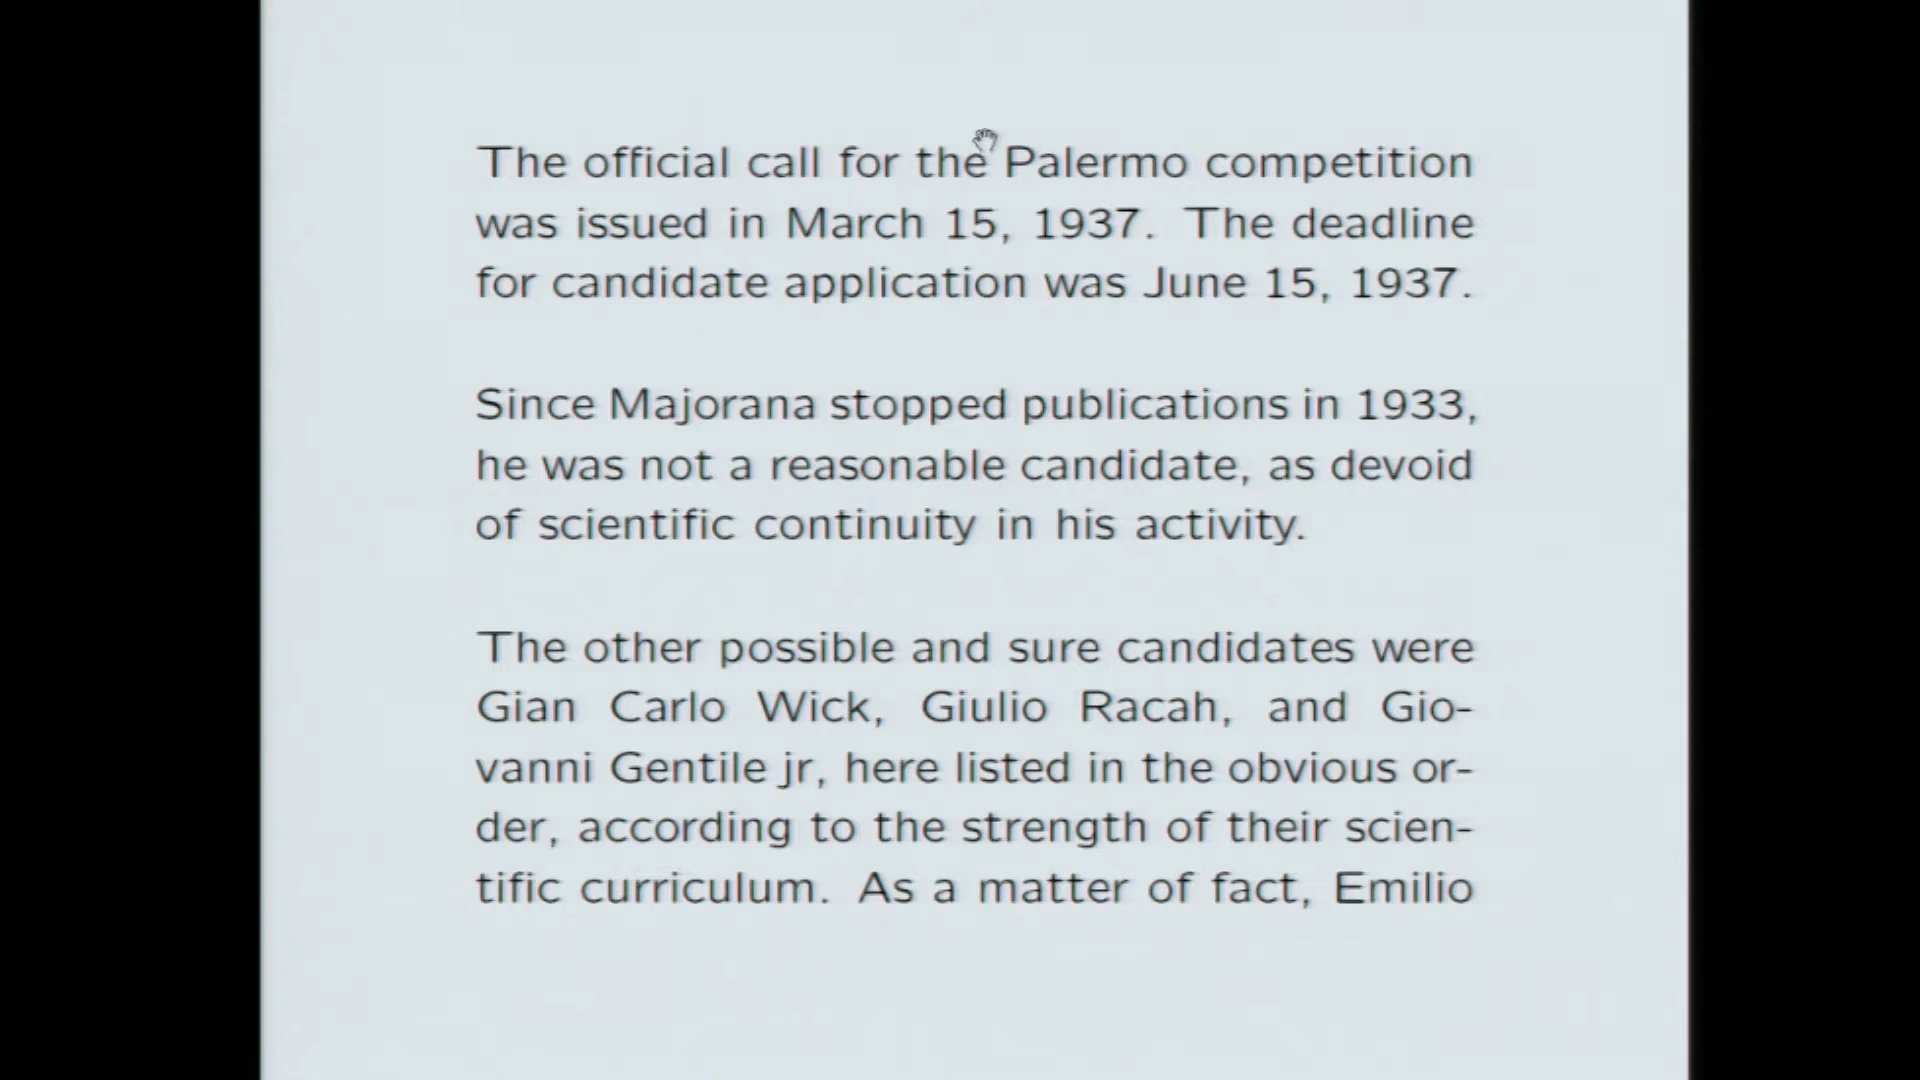 The official call for the Palermo competition
was issued in March 15, 1937. The deadline
for candidate application was June 15, 1937.
Since Majorana stopped publications in 1933,
he was not a reasonable candidate, as devoid
of scientific continuity in his activity.
The other possible and sure candidates were
Gian Carlo Wick, Giulio Racah, and Gio-
vanni Gentile jr, here listed in the obvious or-
der, according to the strength of their scien-
tific curriculum. As a matter of fact, Emilio